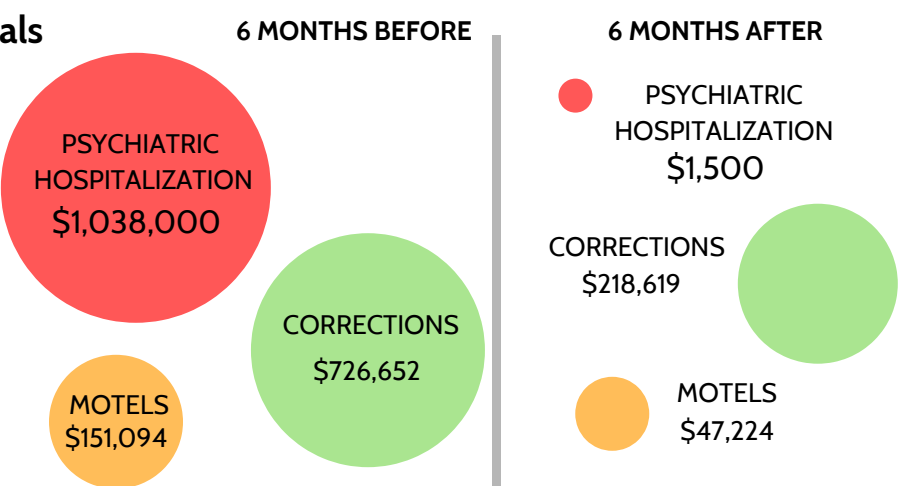 als
6 MONTHS BEFORE
PSYCHIATRIC
HOSPITALIZATION
$1,038,000
CORRECTIONS
$726,652
MOTELS
$151,094
6 MONTHS AFTER
PSYCHIATRIC
HOSPITALIZATION
$1,500
CORRECTIONS
$218,619
MOTELS
$47,224